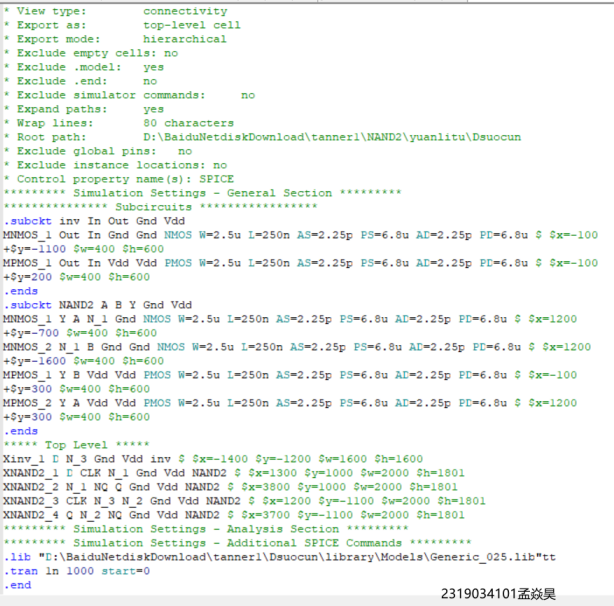 * View type:        connectivity
* Export as:        top-level cell
* Export mode:      hierarchical
* Exclude empty cells: no
* Exclude .model:   yes
* Exclude .end:     no
* Exclude simulator commands:     no
* Expand paths:     yes
* Wrap lines:       80 characters
* Root path:        D:\BaiduNetdiskDownload\tanner1\NAND2\yuanlitu\Dsuocun
* Exclude global pins:   no
* Exclude instance locations: no
* Control property name(s): SPICE
********* Simulation Settings - General Section *********
*************** Subcircuits *****************
.subckt inv In Out Gnd Vdd
MNMOS_1 Out In Gnd Gnd NMOS W=2.5u L=250n AS=2.25p PS=6.8u AD=2.25p PD=6.8u $ $x=-100
+$y=-1100 $w=400 $h=600
MPMOS_1 Out In Vdd Vdd PMOS W=2.5u L=250n AS=2.25p PS=6.8u AD=2.25p PD=6.8u $ $x=-100
+$y=200 $w=400 $h=600
.ends
.subckt NAND2 A B Y Gnd Vdd
MNMOS_1 Y A N_1 Gnd NMOS W=2.5u L=250n AS=2.25p PS=6.8u AD=2.25p PD=6.8u $ $x=1200
+$y=-700 $w=400 $h=600
MNMOS_2 N_1 B Gnd Gnd NMOS W=2.5u L=250n AS=2.25p PS=6.8u AD=2.25p PD=6.8u $ $x=1200
+$y=-1600 $w=400 $h=600
MPMOS_1 Y B Vdd Vdd PMOS W=2.5u L=250n AS=2.25p PS=6.8u AD=2.25p PD=6.8u $ $x=-100
+$y=300 $w=400 $h=600
MPMOS_2 Y A Vdd Vdd PMOS W=2.5u L=250n AS=2.25p PS=6.8u AD=2.25p PD=6.8u $ $x=1200
+$y=300 $w=400 $h=600
.ends
***** Top Level *****
Xinv_1 D N_3 Gnd Vdd inv $ $x=-1400 $y=-1200 $w=1600 $h=1600
XNAND2_1 D CLK N_1 Gnd Vdd NAND2 $ $x=1300 $y=1000 $w=2000 $h=1801
XNAND2_2 N_1 NQ Q Gnd Vdd NAND2 $ $x=3800 $y=1000 $w=2000 $h=1801
XNAND2_3 CLK N_3 N_2 Gnd Vdd NAND2 $ $x=1200 $y=-1100 $w=2000 $h=1801
XNAND2_4 Q N_2 NQ Gnd Vdd NAND2 $ $x=3700 $y=-1100 $w=2000 $h=1801
********* Simulation Settings - Analysis Section *********
********* Simulation Settings - Additional SPICE Commands *********
.lib "D:\BaiduNetdiskDownload\tanner1\Dsuocun\library\Models\Generic_025.lib"tt
.tran 1n 1000 start=0
.end
2319034101孟焱昊